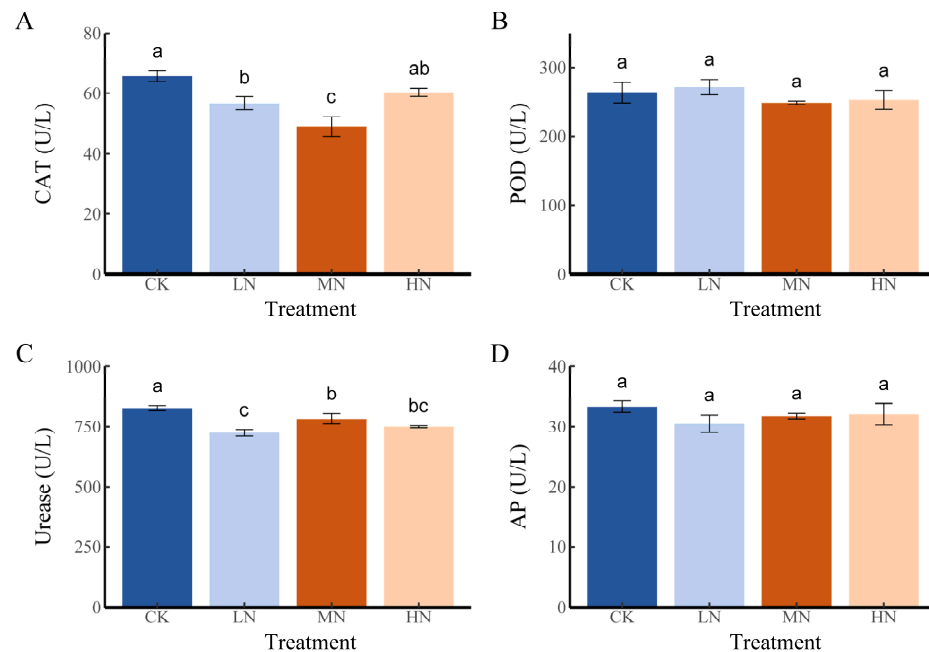 A
CAT (U/L)
80
60
40
20
0
a
b
c
ab
CK LN MN HN
Treatment
B
POD (U/L)
300
200
100
0
a
a
a
a
CK LN MN HN
Treatment
C
Urease (U/L)
1000
750
500
250
0
a
c
b
bc
CK LN MN HN
Treatment
D
AP (U/L)
40
30
20
10
0
a
a
a
a
CK LN MN HN
Treatment